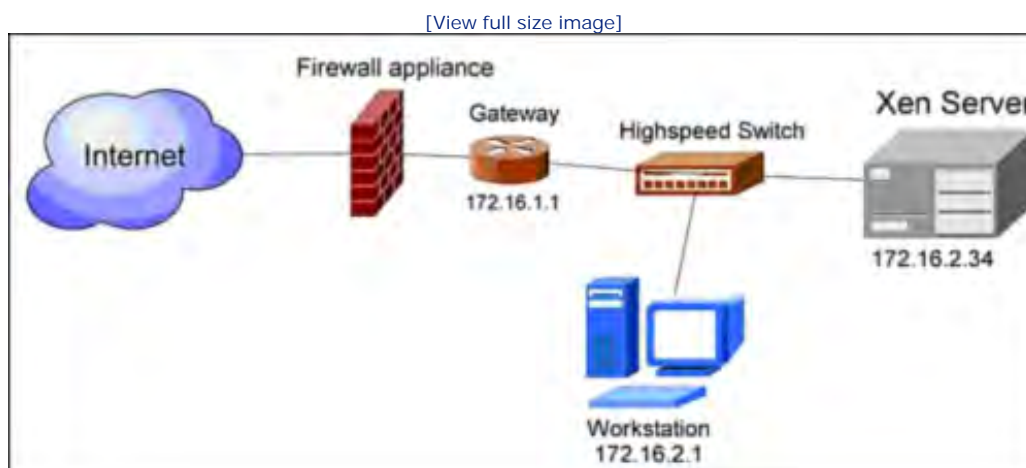 [View full size image]
Firewall appliance
Internet
Gateway
172.16.1.1
Highspeed Switch
Xen Server
172.16.2.34
Workstation
172.16.2.1